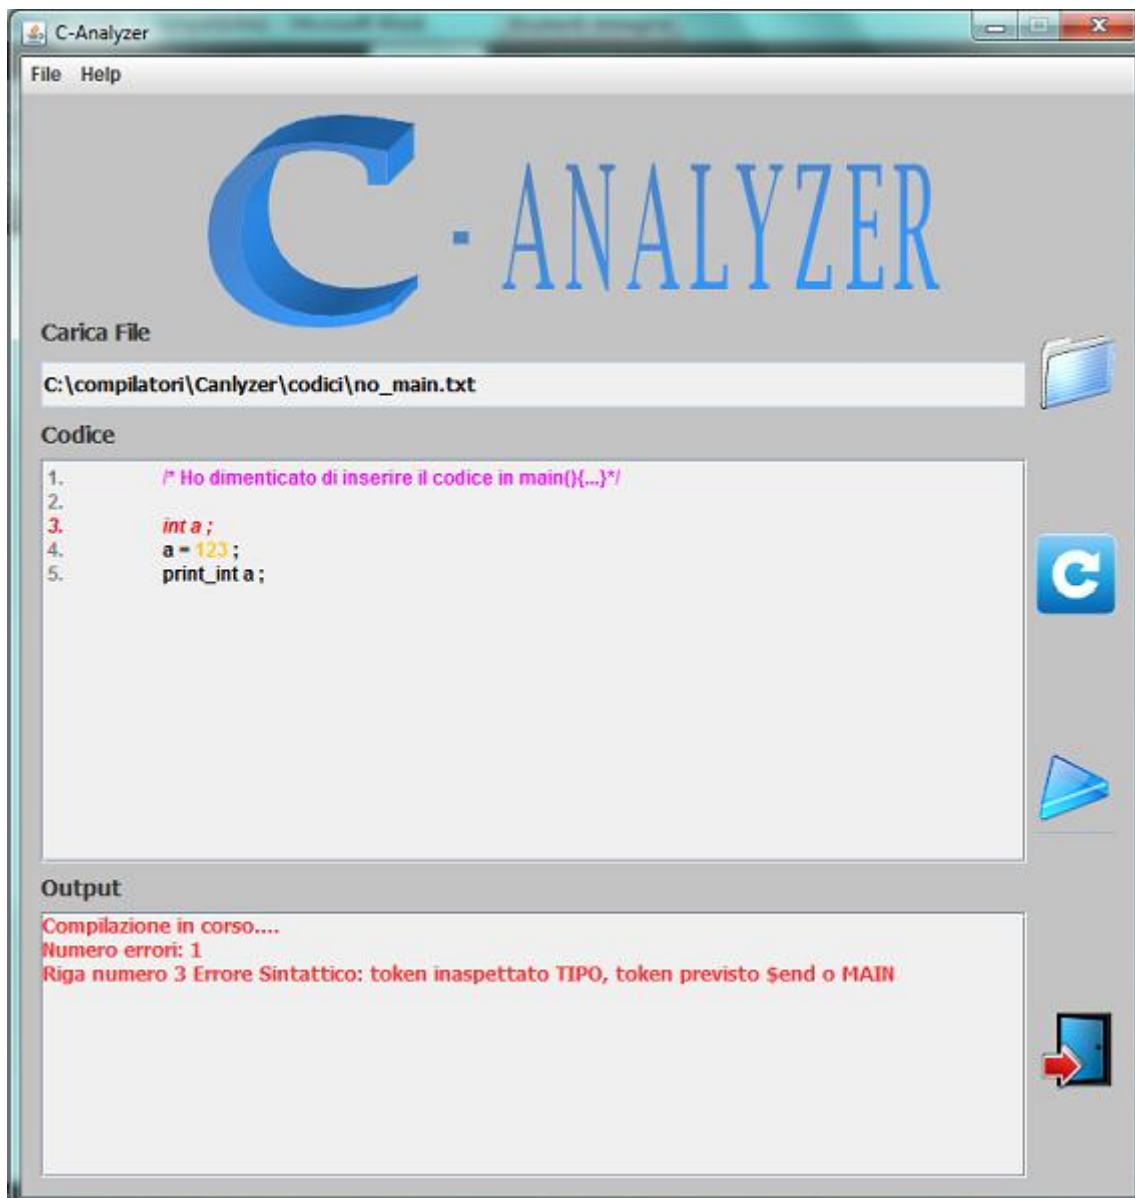 C-Analyzer
File Help
C - ANALYZER
Carica File
C:\compilatori\Canlyzer\codici\no_main.txt
Codice
1. /* Ho dimenticato di inserire il codice in main(){...}*/
2.
3. int a ;
4. a = 123 ;
5. print_int a ;
Output
Compilazione in corso....
Numero errori: 1
Riga numero 3 Errore Sintattico: token inaspettato TIPO, token previsto $end o MAIN